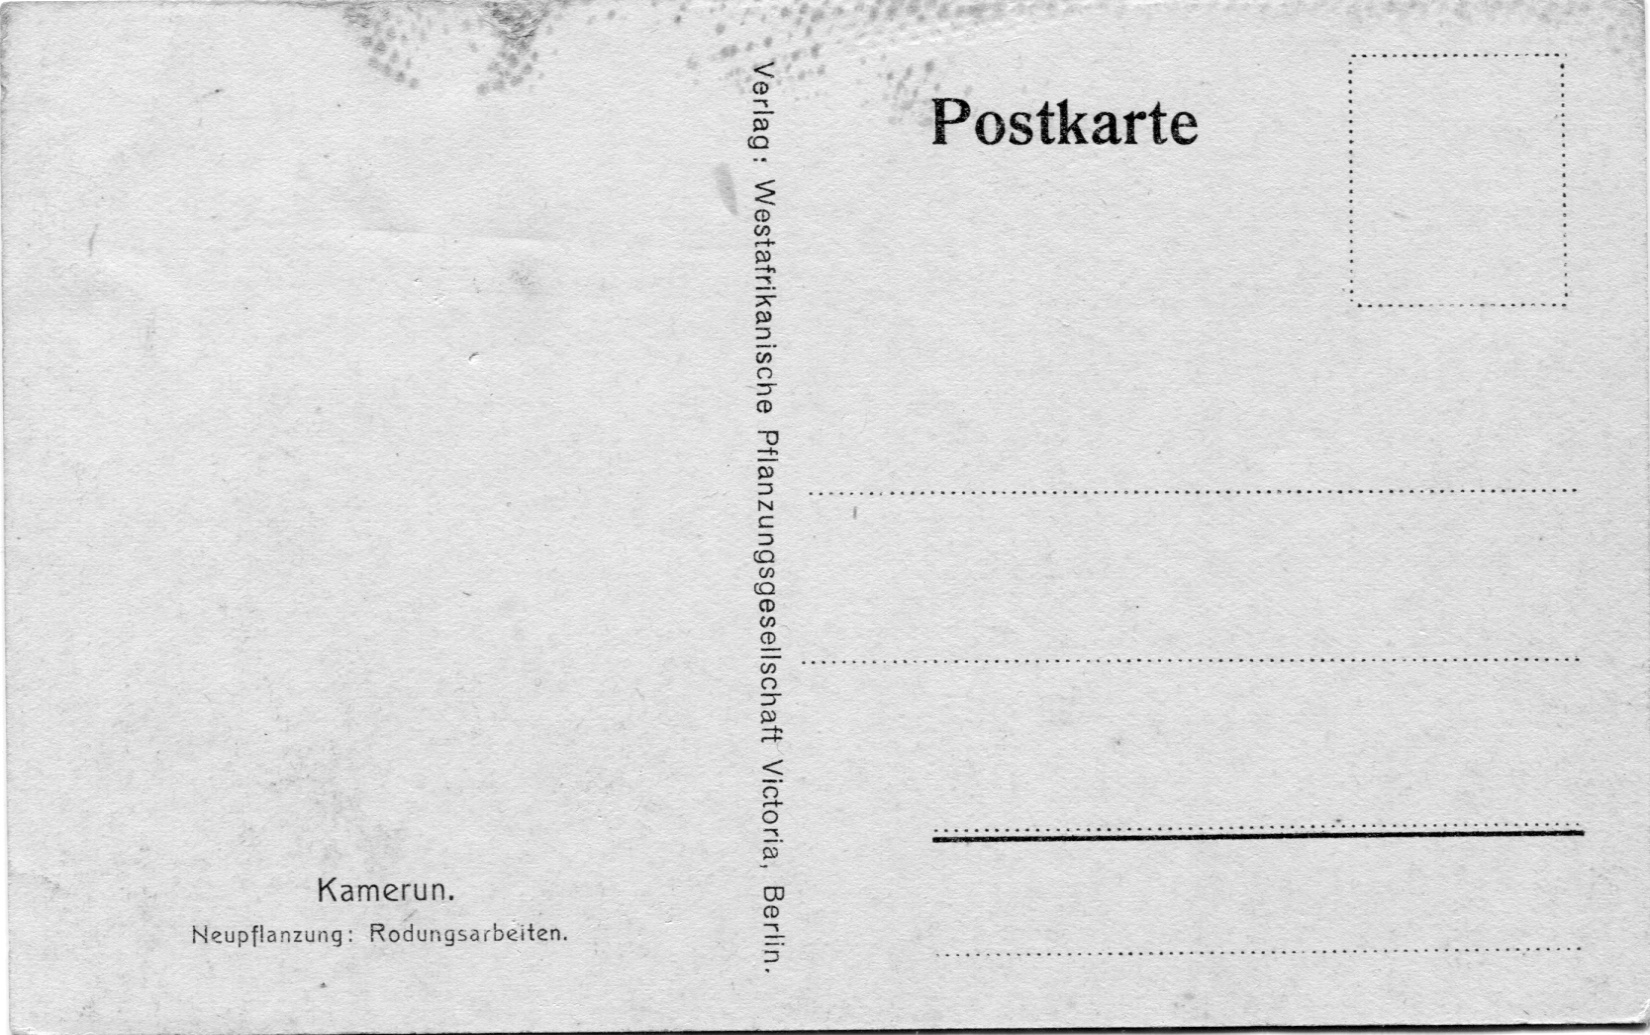 Kamerun.
Neupflanzung: Rodungsarbeiten.
Verlag: Westafrikanische Pflanzungsgesellschaft Victoria, Berlin.
Postkarte